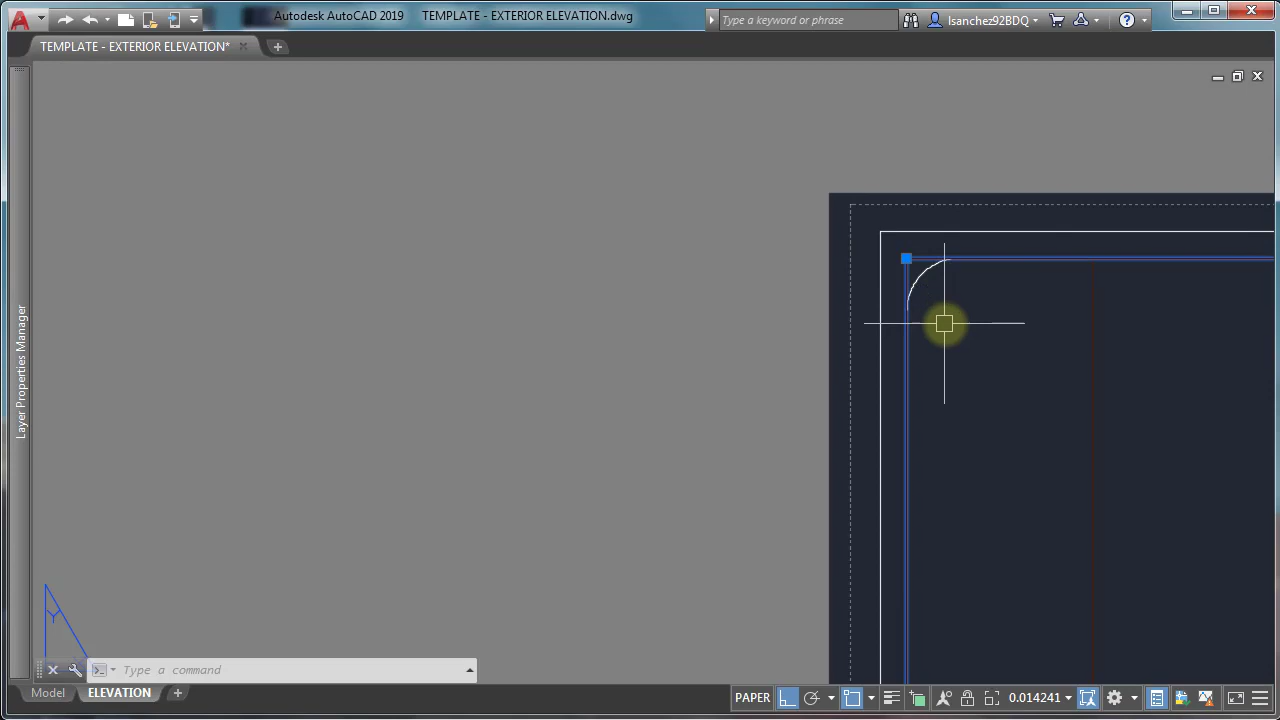 Autodesk AutoCAD 2019 TEMPLATE - EXTERIOR ELEVATION.dwg
Type a keyword or phrase
lsanchez92BDQ
TEMPLATE - EXTERIOR ELEVATION*
Layer Properties Manager
Y
Type a command
Model
ELEVATION
PAPER
0.014241